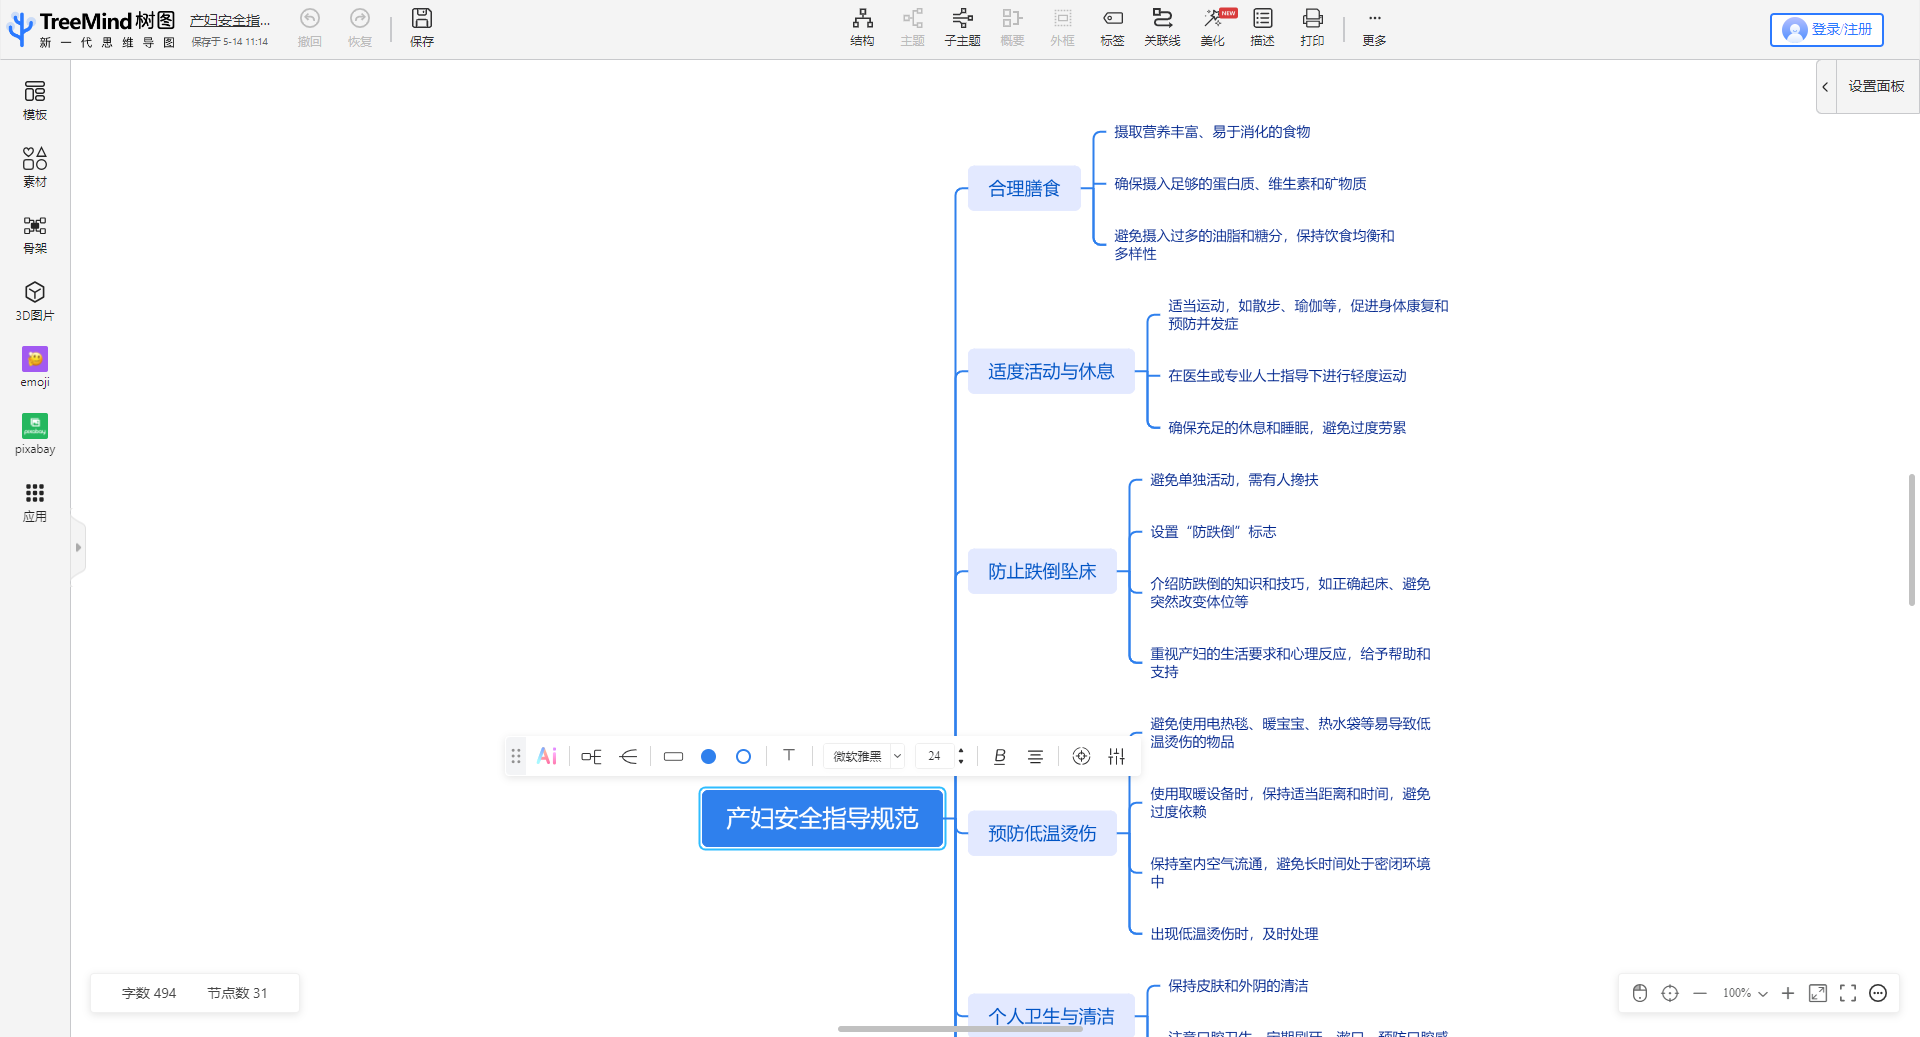 TreeMind 树图
新一代思维导图
产妇安全指...
保存于 5-14 11:14
撤回
恢复
保存
结构
主题
子主题
概要
外框
标签
关联线
NEW
美化
描述
打印
更多
登录/注册
设置面板
模板
素材
骨架
3D图片
emoji
pixabay
pixabay
应用
合理膳食
摄取营养丰富、易于消化的食物
确保摄入足够的蛋白质、维生素和矿物质
避免摄入过多的油脂和糖分，保持饮食均衡和
多样性
适度活动与休息
适当运动，如散步、瑜伽等，促进身体康复和
预防并发症
在医生或专业人士指导下进行轻度运动
确保充足的休息和睡眠，避免过度劳累
防止跌倒坠床
避免单独活动，需有人搀扶
设置“防跌倒”标志
介绍防跌倒的知识和技巧，如正确起床、避免
突然改变体位等
重视产妇的生活要求和心理反应，给予帮助和
支持
Ai
T
微软雅黑
24
B
产妇安全指导规范
预防低温烫伤
避免使用电热毯、暖宝宝、热水袋等易导致低
温烫伤的物品
使用取暖设备时，保持适当距离和时间，避免
过度依赖
保持室内空气流通，避免长时间处于密闭环境
中
出现低温烫伤时，及时处理
个人卫生与清洁
保持皮肤和外阴的清洁
注意口腔卫生，定期刷牙、漱口，预防口腔感
字数 494
节点数 31
100%